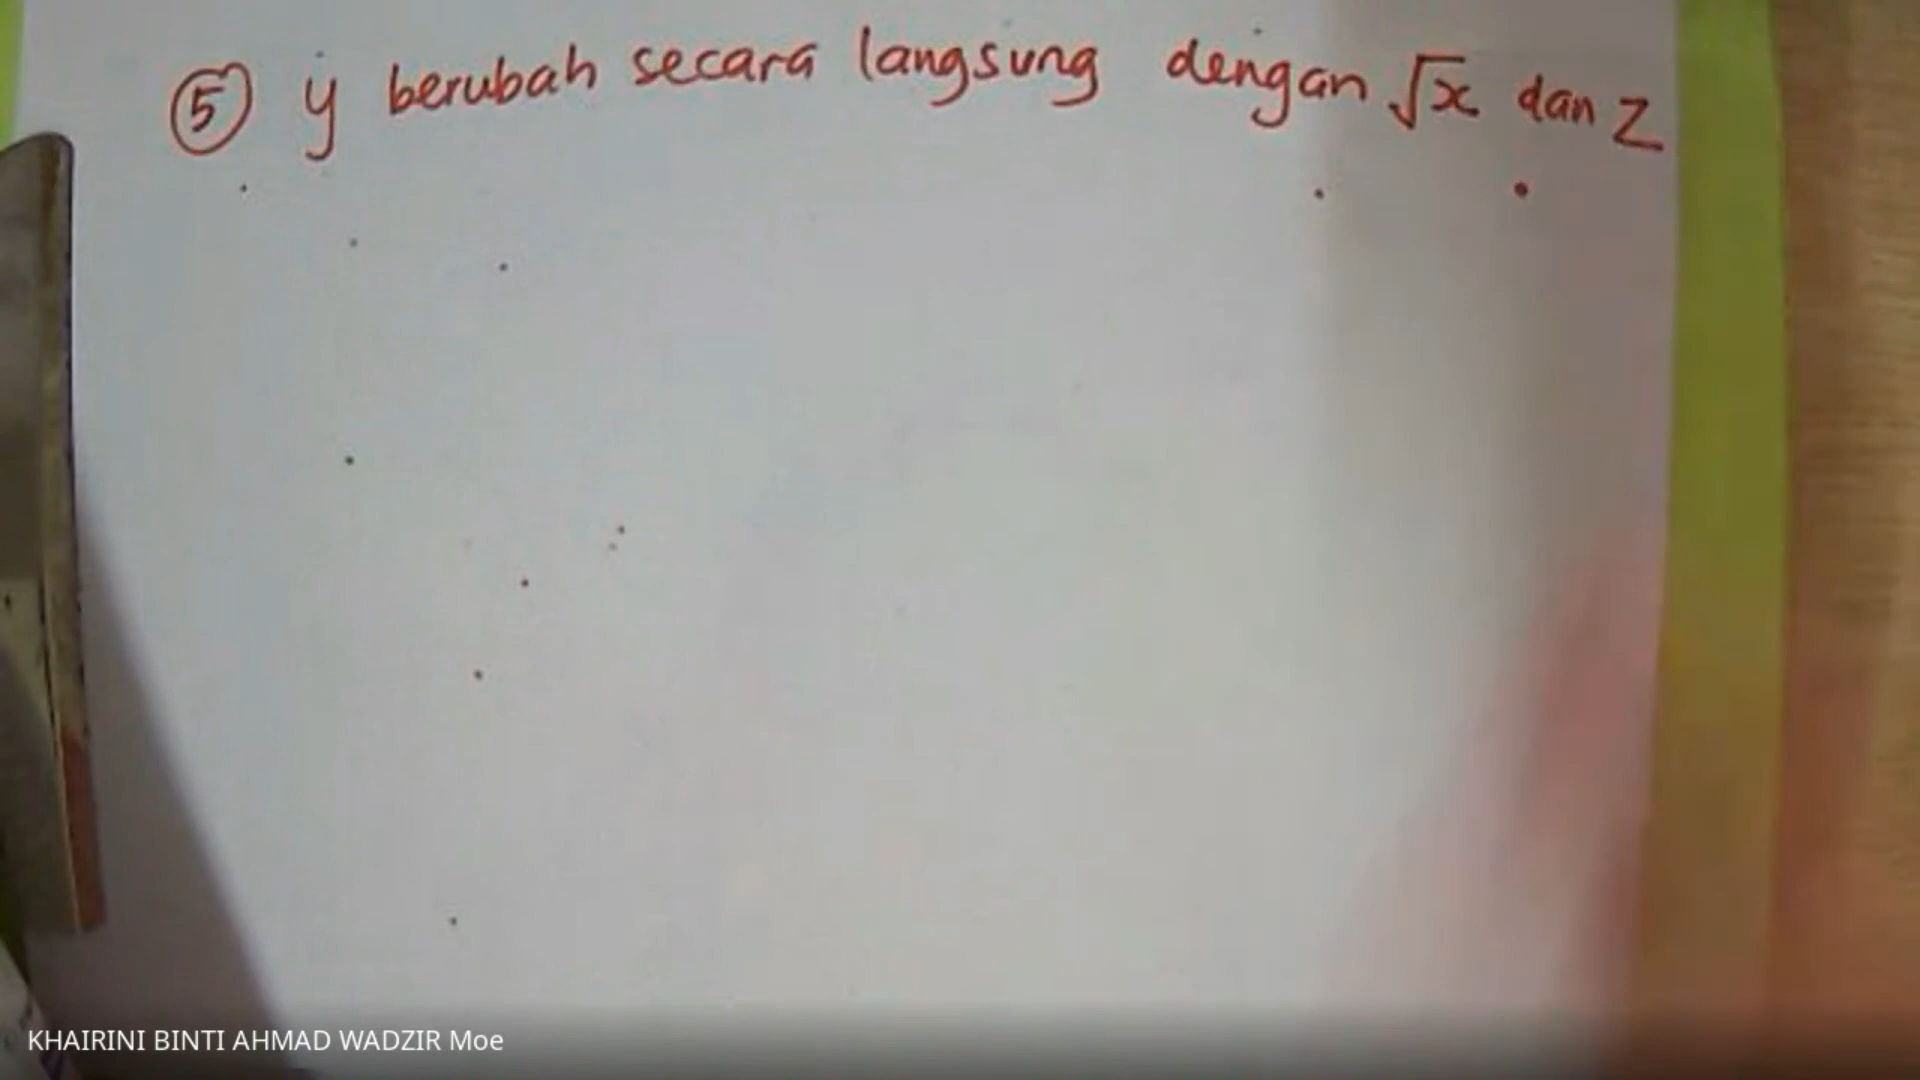 ⑤ y berubah secara langsung dengan √x dan z
KHAIRINI BINTI AHMAD WADZIR Moe